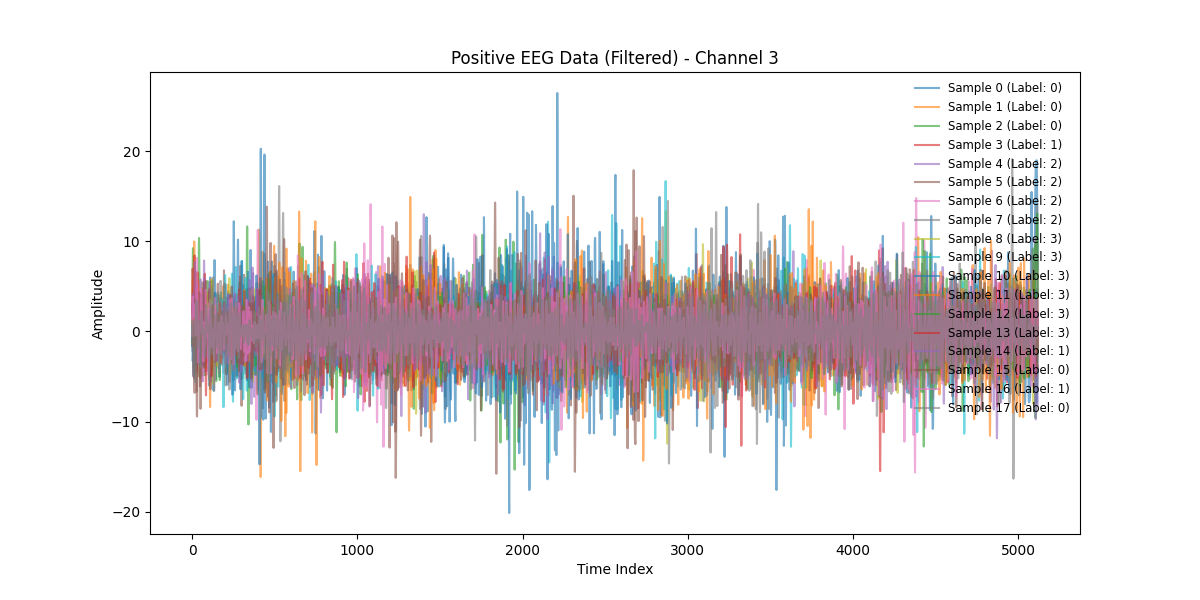 Positive EEG Data (Filtered) - Channel 3
Sample 0 (Label: 0)
Sample 1 (Label: 0)
Sample 2 (Label: 0)
Sample 3 (Label: 1)
Sample 4 (Label: 2)
Sample 5 (Label: 2)
Sample 6 (Label: 2)
Sample 7 (Label: 2)
Sample 8 (Label: 3)
Sample 9 (Label: 3)
Sample 10 (Label: 3)
Sample 11 (Label: 3)
Sample 12 (Label: 3)
Sample 13 (Label: 3)
Sample 14 (Label: 1)
Sample 15 (Label: 0)
Sample 16 (Label: 1)
Sample 17 (Label: 0)
Amplitude
20
10
0
−10
−20
0 1000 2000 3000 4000 5000
Time Index